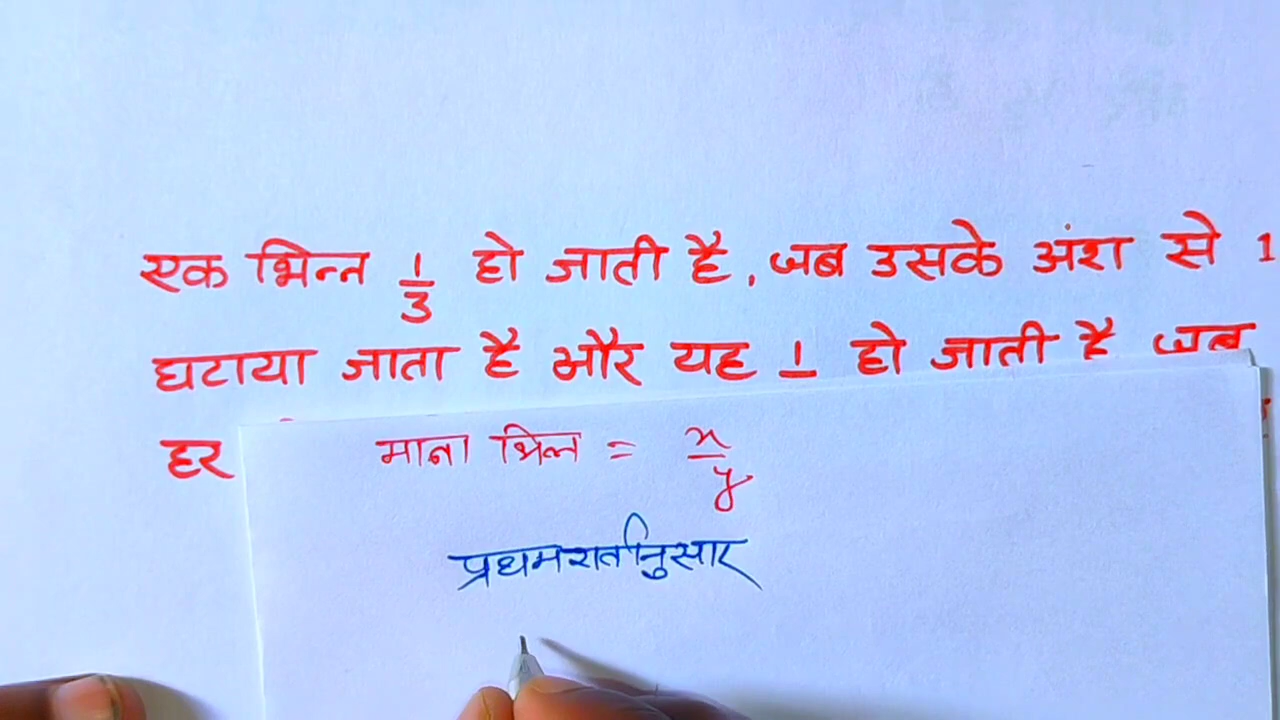 एक भिन्न 1/3 हो जाती है, जब उसके अंश से 1
घटाया जाता है और यह 1 हो जाती है जब
हर
माना भिन्न = x/y
प्रथमशर्तानुसार